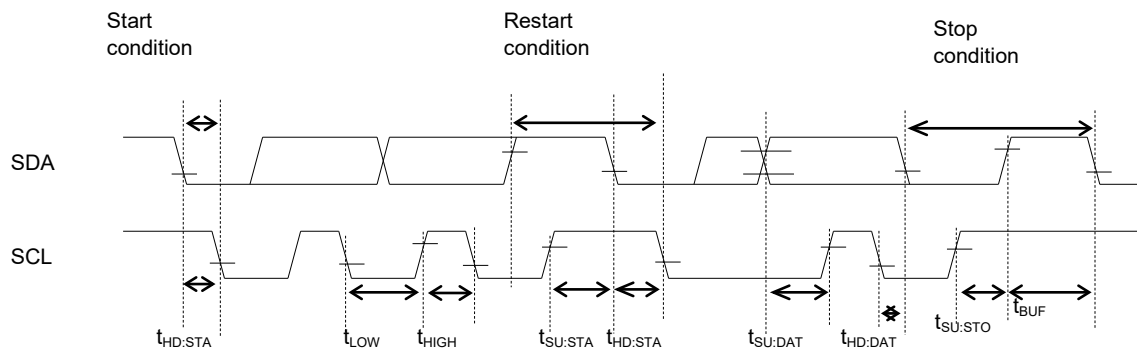 Start
condition
Restart
condition
Stop
condition
SDA
SCL
tHD:STA
tLOW
tHIGH
tSU:STA
tHD:STA
tSU:DAT
tHD:DAT
tSU:STO
tBUF